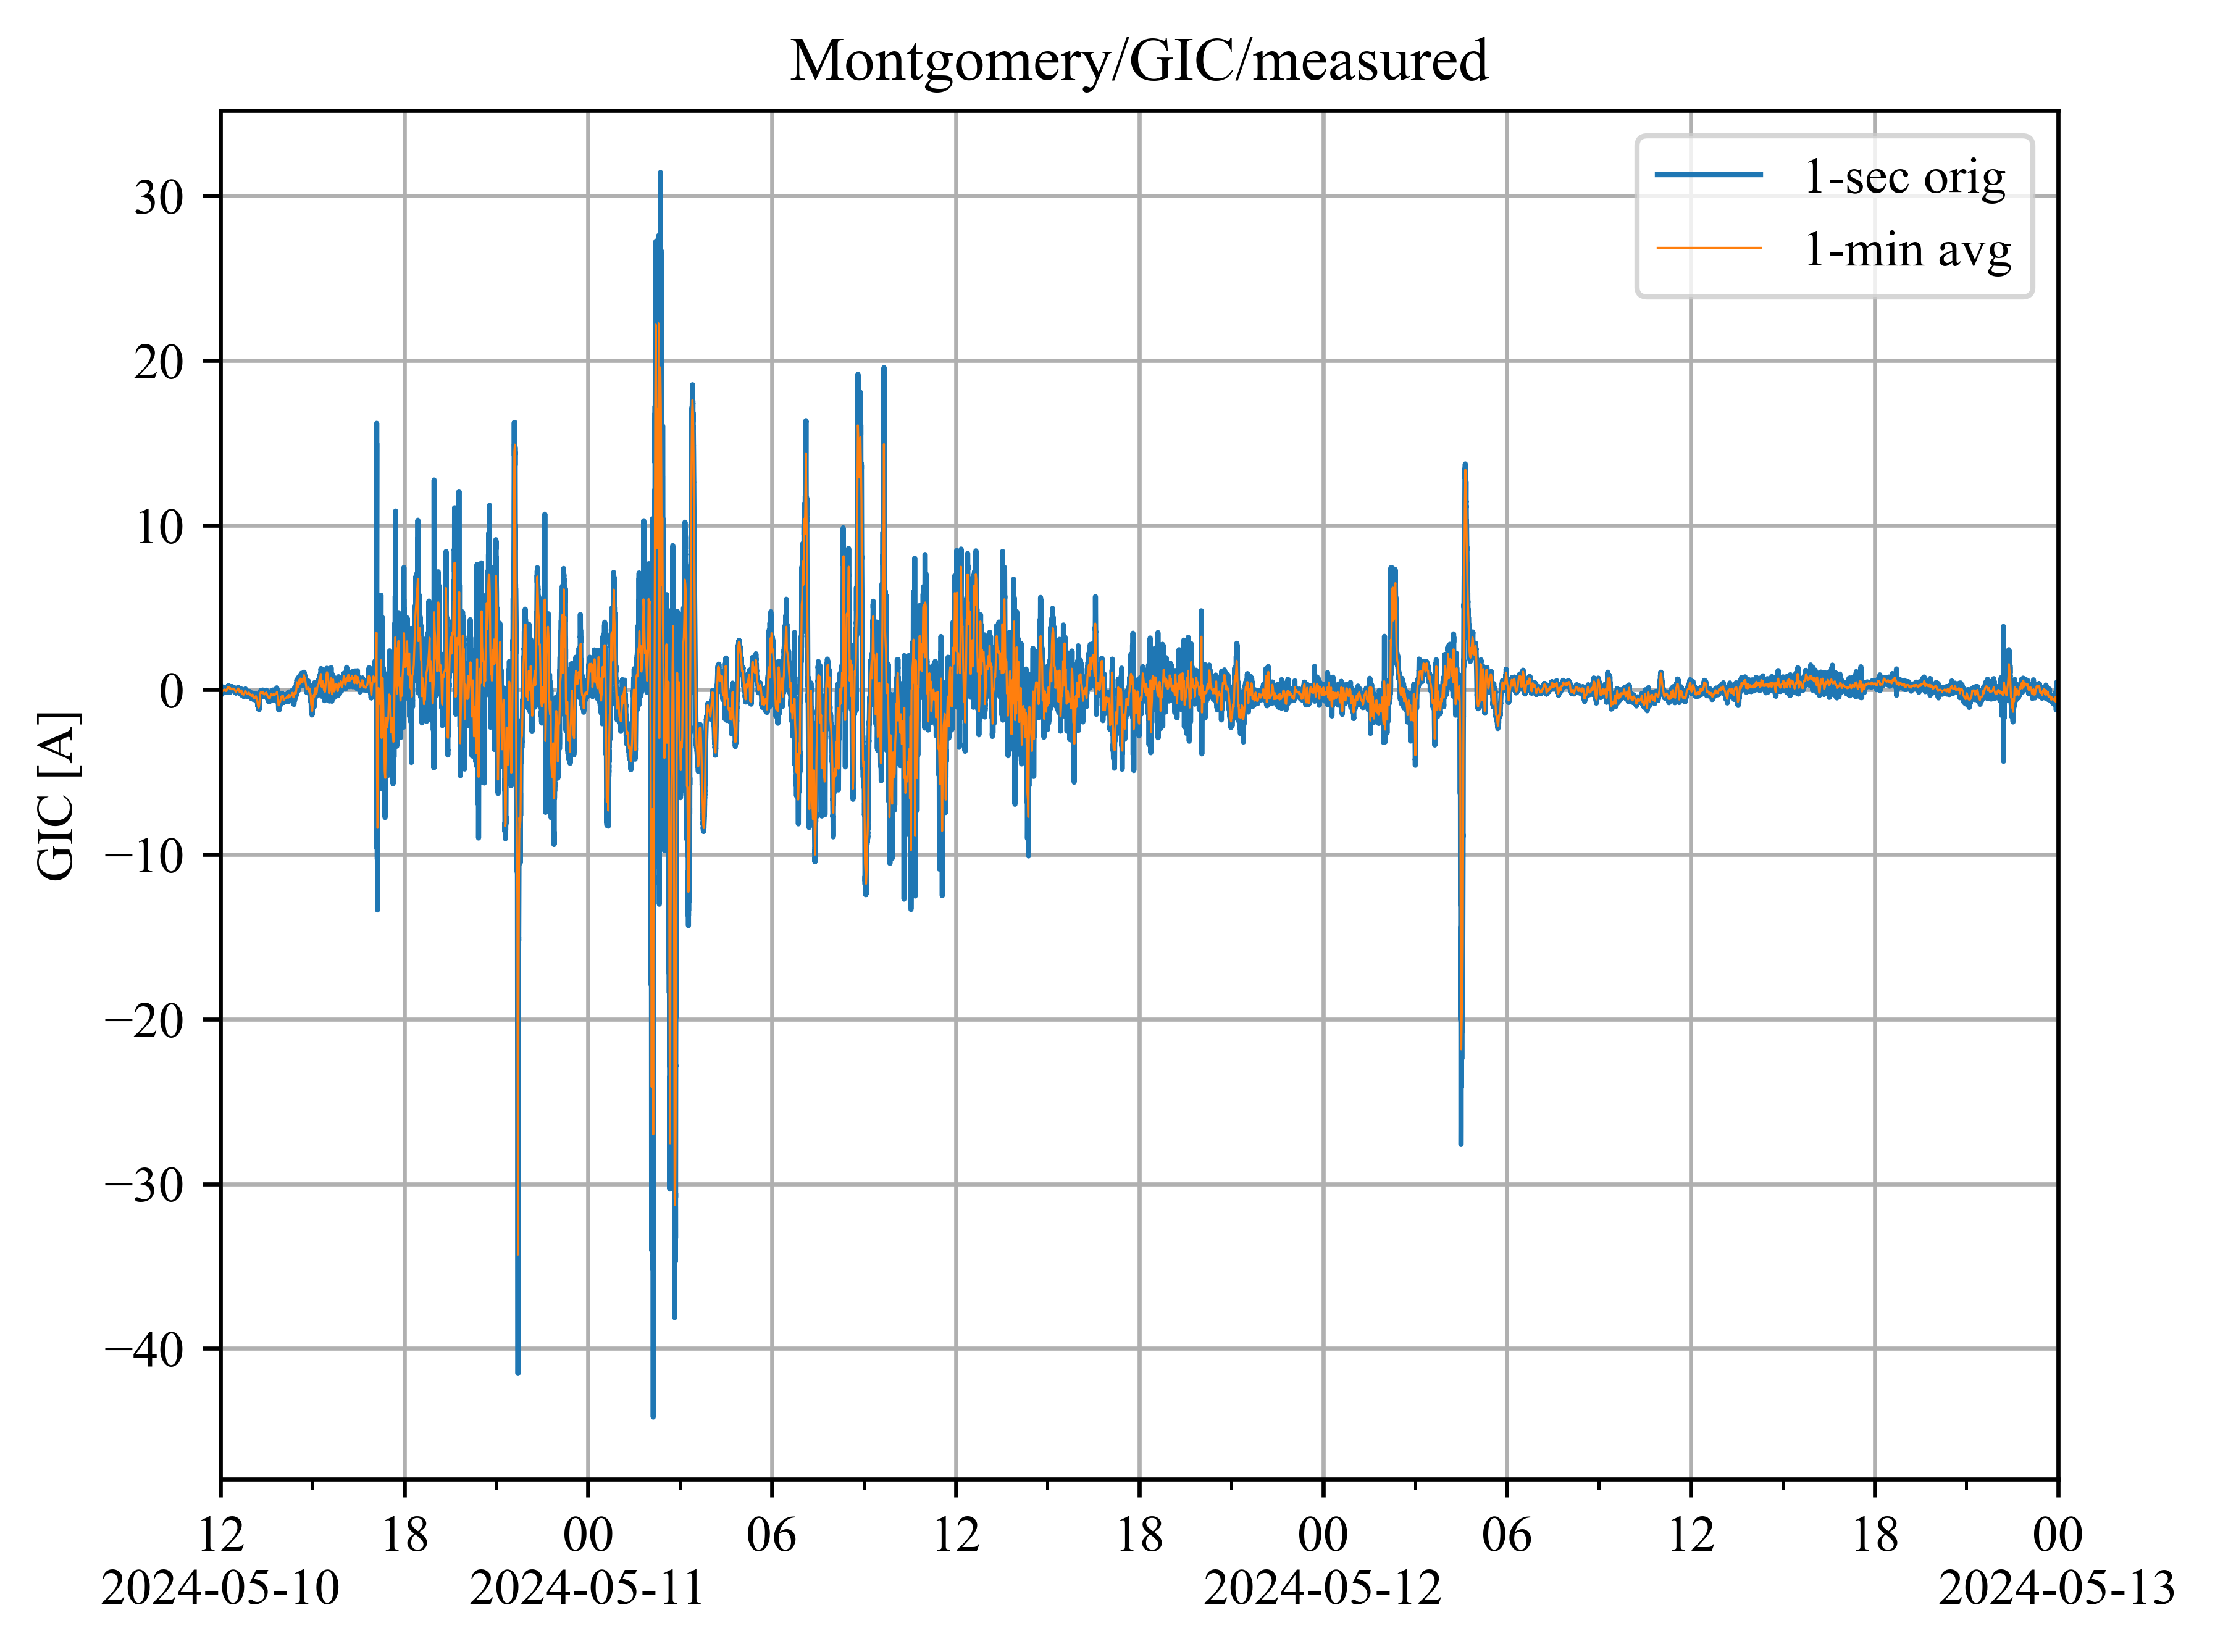 Montgomery/GIC/measured
1-sec orig
1-min avg
30
20
10
0
−10
−20
−30
−40
GIC [A]
12 18 00 06 12 18 00 06 12 18 00
2024-05-10 2024-05-11 2024-05-12 2024-05-13